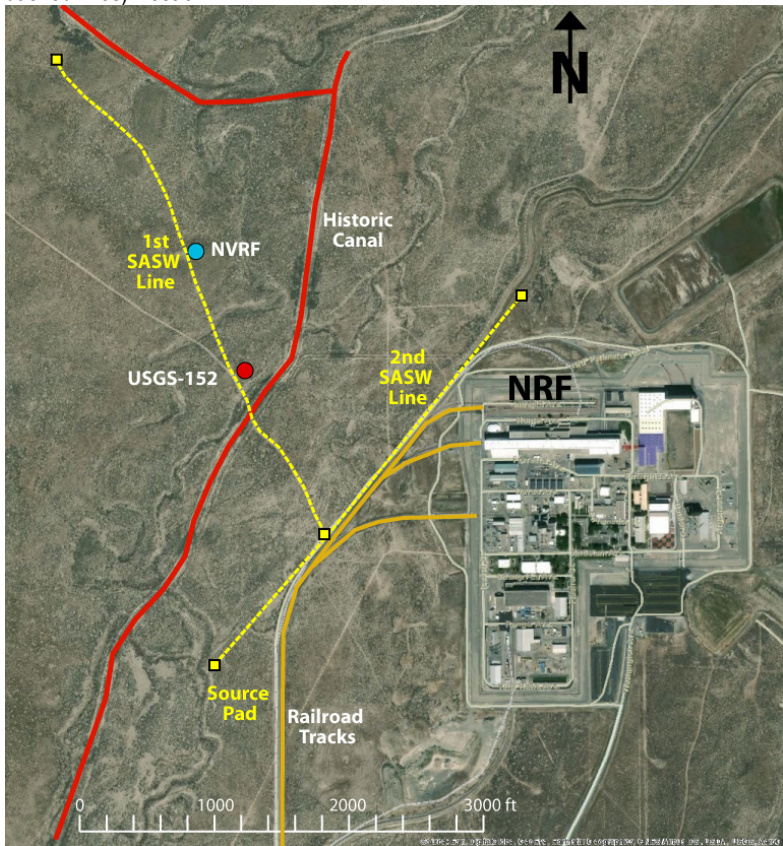 N
Historic
Canal
1st
SASW
Line
NVRF
USGS-152
2nd
SASW
Line
NRF
Source
Pad
Railroad
Tracks
0 1000 2000 3000 ft